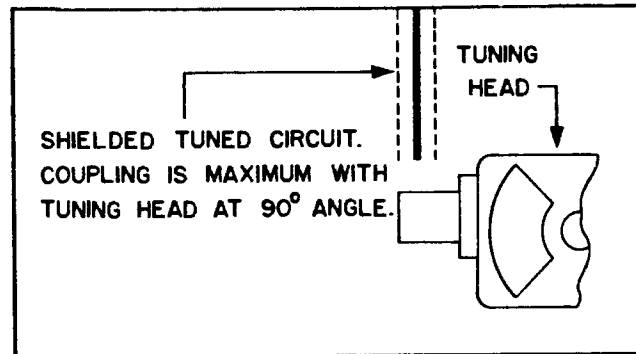 TUNING
HEAD
SHIELDED TUNED CIRCUIT.
COUPLING IS MAXIMUM WITH
TUNING HEAD AT 90° ANGLE.